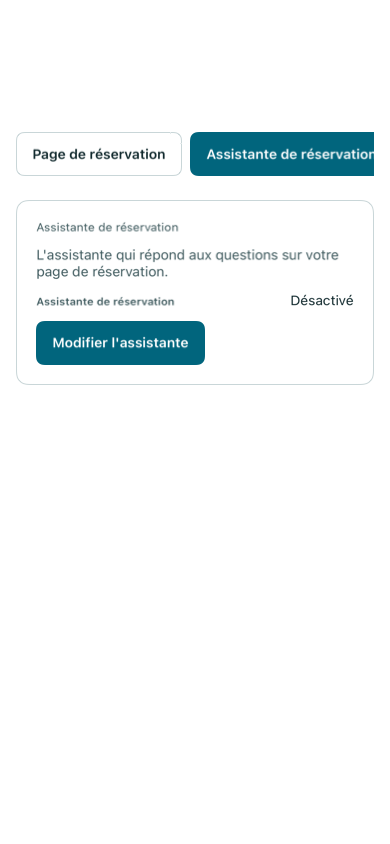 Page de réservation
Assistante de réservation
Assistante de réservation
L'assistante qui répond aux questions sur votre
page de réservation.
Assistante de réservation
Désactivé
Modifier l'assistante